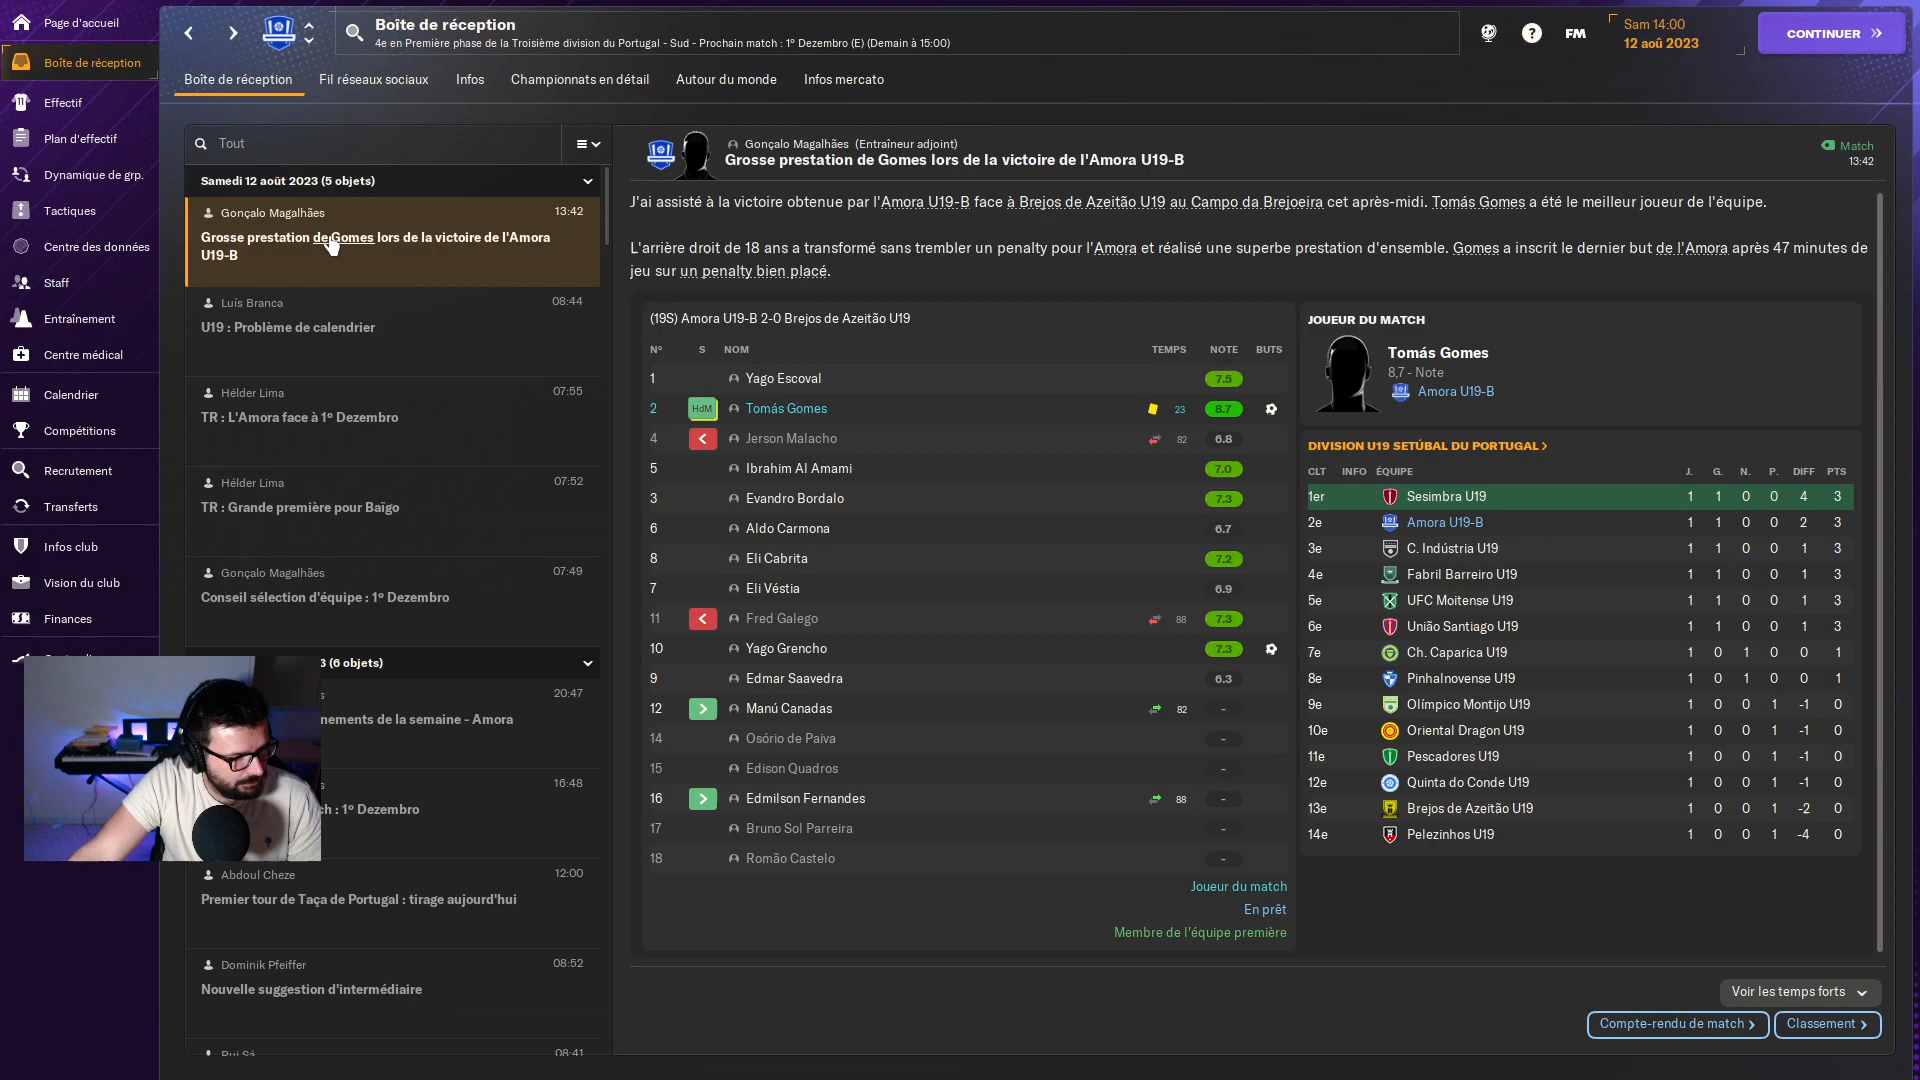 Page d'accueil
Boîte de réception
Effectif
Plan d'effectif
Dynamique de grp.
Tactiques
Centre des données
Staff
Entraînement
Centre médical
Calendrier
Compétitions
Recrutement
Transferts
Infos club
Vision du club
Finances
Boîte de réception
4e en Première phase de la Troisième division du Portugal - Sud - Prochain match : 1º Dezembro (E) (Demain à 15:00)
FM
Sam 14:00
12 aoû 2023
CONTINUER
Boîte de réception
Fil réseaux sociaux
Infos
Championnats en détail
Autour du monde
Infos mercato
Tout
Samedi 12 août 2023 (5 objets)
Gonçalo Magalhães 13:42
Grosse prestation de Gomes lors de la victoire de l'Amora
U19-B
Luís Branca 08:44
U19 : Problème de calendrier
Hélder Lima 07:55
TR : L'Amora face à 1º Dezembro
Hélder Lima 07:52
TR : Grande première pour Baïgo
Gonçalo Magalhães 07:49
Conseil sélection d'équipe : 1º Dezembro
3 (6 objets)
s 20:47
nements de la semaine - Amora
s 16:48
ch : 1º Dezembro
Abdoul Cheze 12:00
Premier tour de Taça de Portugal : tirage aujourd'hui
Dominik Pfeiffer 08:52
Nouvelle suggestion d'intermédiaire
Rui Sá 08:41
Gonçalo Magalhães (Entraîneur adjoint)
Grosse prestation de Gomes lors de la victoire de l'Amora U19-B
Match
13:42
J'ai assisté à la victoire obtenue par l'Amora U19-B face à Brejos de Azeitão U19 au Campo da Brejoeira cet après-midi. Tomás Gomes a été le meilleur joueur de l'équipe.
L'arrière droit de 18 ans a transformé sans trembler un penalty pour l'Amora et réalisé une superbe prestation d'ensemble. Gomes a inscrit le dernier but de l'Amora après 47 minutes de
jeu sur un penalty bien placé.
(19S) Amora U19-B 2-0 Brejos de Azeitão U19
Nº S NOM TEMPS NOTE BUTS
1 Yago Escoval 7.5
2 HdM Tomás Gomes 23 8.7
4 Jerson Malacho 82 6.8
5 Ibrahim Al Amami 7.0
3 Evandro Bordalo 7.3
6 Aldo Carmona 6.7
8 Eli Cabrita 7.2
7 Eli Véstia 6.9
11 Fred Galego 88 7.3
10 Yago Grencho 7.3
9 Edmar Saavedra 6.3
12 Manú Canadas 82 -
14 Osório de Paiva -
15 Edison Quadros -
16 Edmilson Fernandes 88 -
17 Bruno Sol Parreira -
18 Romão Castelo -
Joueur du match
En prêt
Membre de l'équipe première
JOUEUR DU MATCH
Tomás Gomes
8,7 - Note
Amora U19-B
DIVISION U19 SETÚBAL DU PORTUGAL >
CLT INFO ÉQUIPE J. G. N. P. DIFF PTS
1er Sesimbra U19 1 1 0 0 4 3
2e Amora U19-B 1 1 0 0 2 3
3e C. Indústria U19 1 1 0 0 1 3
4e Fabril Barreiro U19 1 1 0 0 1 3
5e UFC Moitense U19 1 1 0 0 1 3
6e União Santiago U19 1 1 0 0 1 3
7e Ch. Caparica U19 1 0 1 0 0 1
8e Pinhalnovense U19 1 0 1 0 0 1
9e Olímpico Montijo U19 1 0 0 1 -1 0
10e Oriental Dragon U19 1 0 0 1 -1 0
11e Pescadores U19 1 0 0 1 -1 0
12e Quinta do Conde U19 1 0 0 1 -1 0
13e Brejos de Azeitão U19 1 0 0 1 -2 0
14e Pelezinhos U19 1 0 0 1 -4 0
Voir les temps forts
Compte-rendu de match >
Classement >